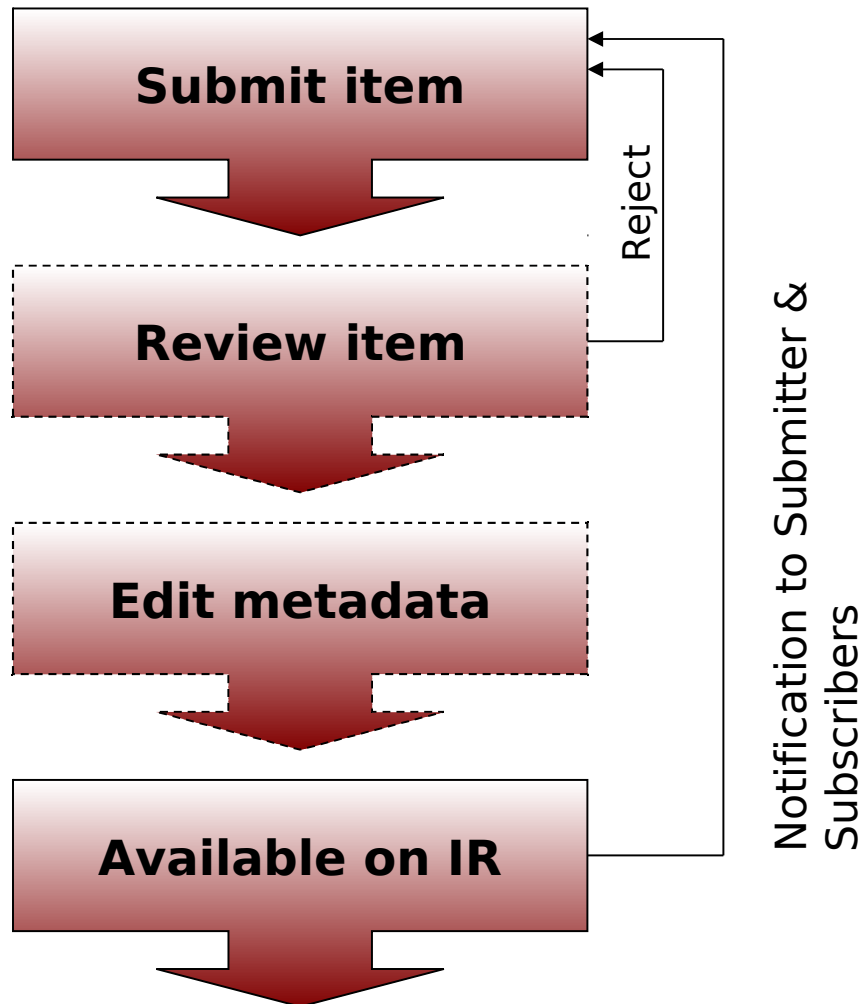 Submit item
Reject
Review item
Edit metadata
Available on IR
Notification to Submitter &
Subscribers